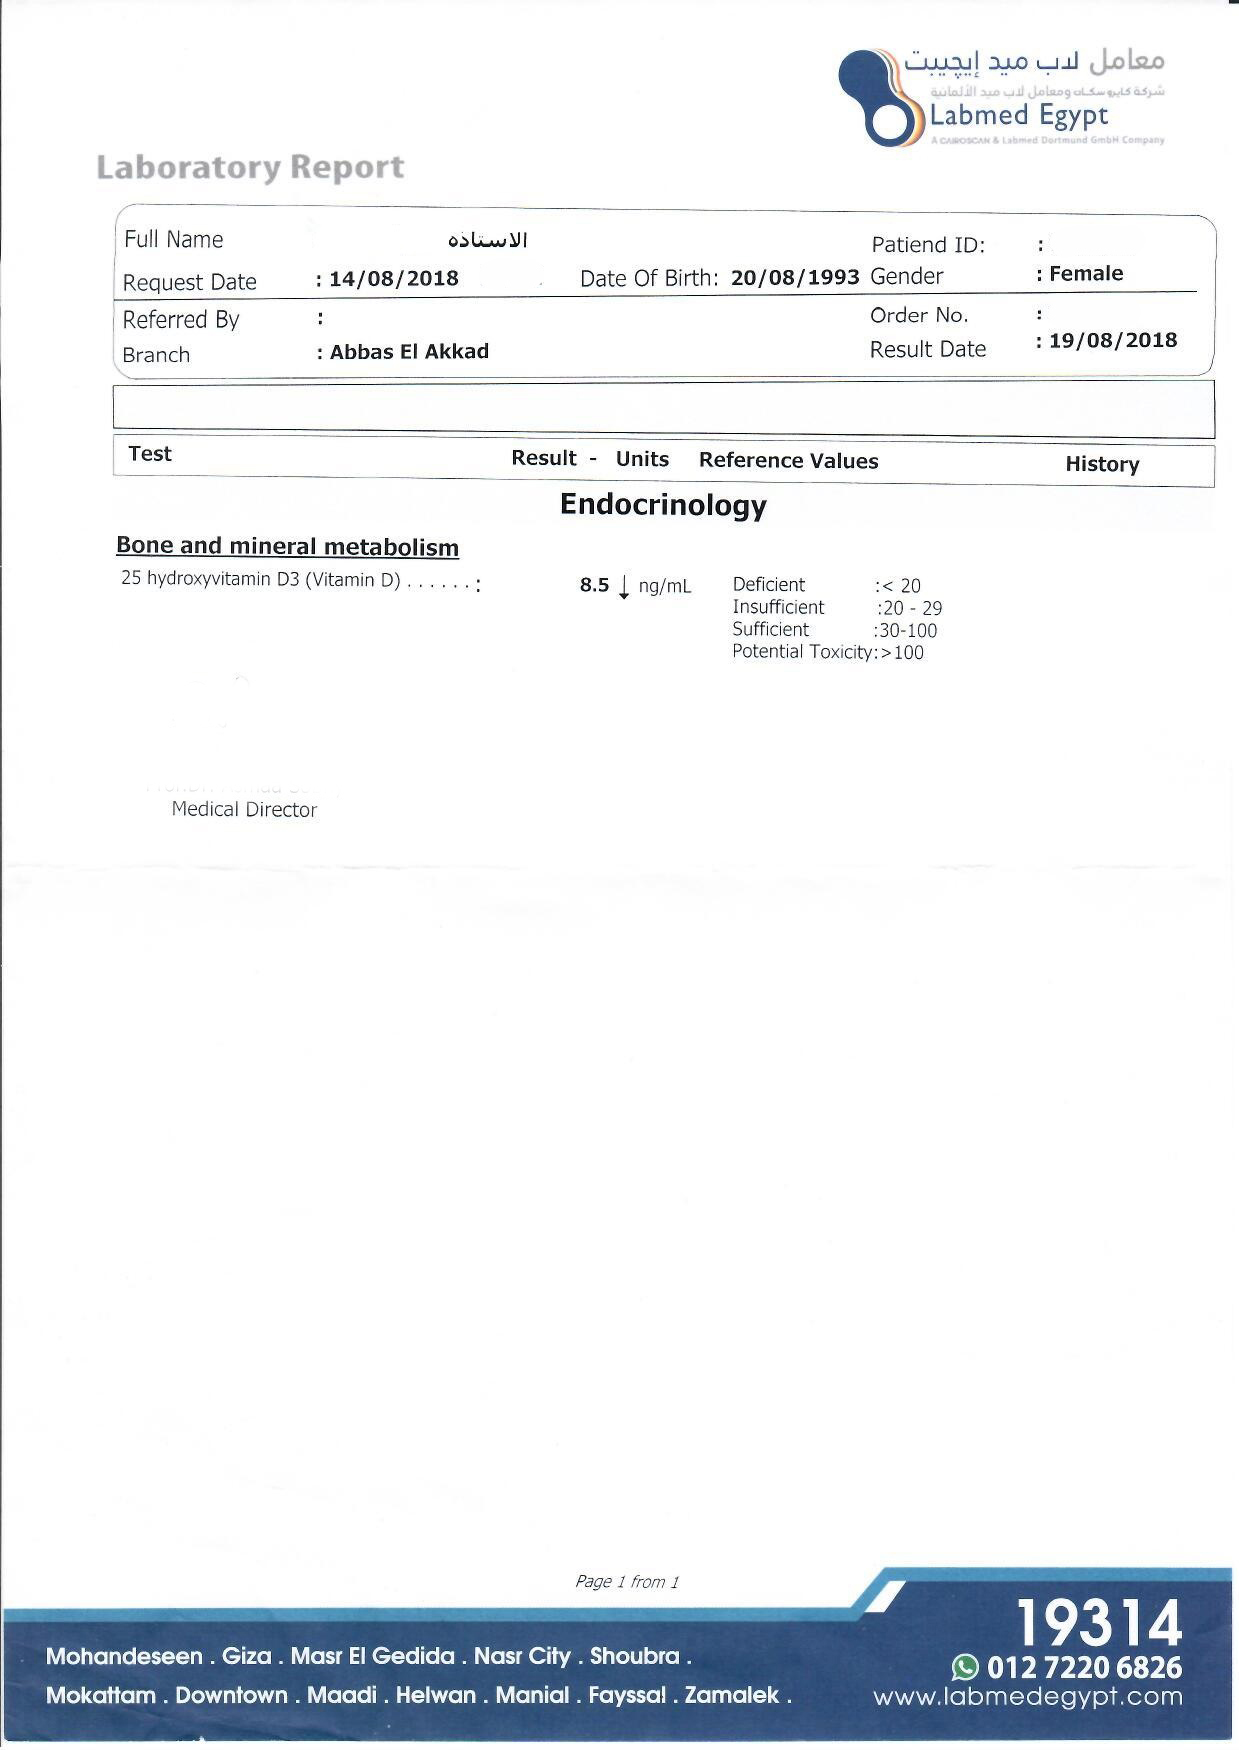 معامل لاب ميد إيجيبت
شركة كايروسكان ومعامل لاب ميد الألمانية
Labmed Egypt
A CAIROSCAN & Labmed Dortmund GmbH Company
Laboratory Report
Full Name الاستاذه Patiend ID: :
Request Date : 14/08/2018 Date Of Birth: 20/08/1993 Gender : Female
Referred By : Order No. :
Branch : Abbas El Akkad Result Date : 19/08/2018
Test Result - Units Reference Values History
Endocrinology
Bone and mineral metabolism
25 hydroxyvitamin D3 (Vitamin D) . . . . . . : 8.5 ↓ ng/mL Deficient :< 20
Insufficient :20 - 29
Sufficient :30-100
Potential Toxicity:>100
Medical Director
Page 1 from 1
19314
Mohandeseen . Giza . Masr El Gedida . Nasr City . Shoubra .
012 7220 6826
Mokattam . Downtown . Maadi . Helwan . Manial . Fayssal . Zamalek .
www.labmedegypt.com